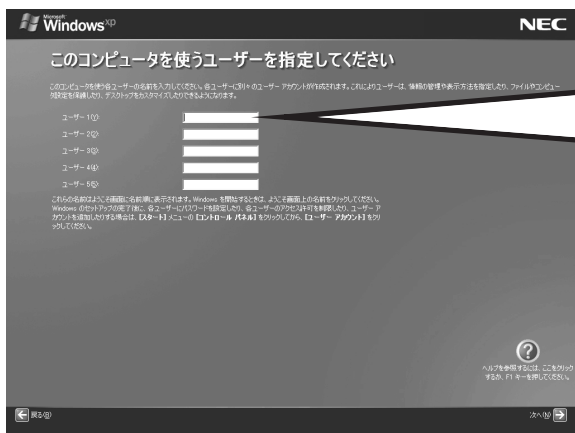 Microsoft
Windows xp
NEC
このコンピュータを使うユーザーを指定してください
このコンピュータを使う各ユーザーの名前を入力してください。各ユーザーに別々のユーザー アカウントが作成されます。これによりユーザーは、情報の管理や表示方法を指定したり、ファイルやコンピュー
タ設定を保護したり、デスクトップをカスタマイズしたりできるようになります。
ユーザー 1(Y)
ユーザー 2(2)
ユーザー 3(3)
ユーザー 4(4)
ユーザー 5(5)
これらの名前はようこそ画面に名前順に表示されます。Windows を開始するときは、ようこそ画面上の名前をクリックしてください。
Windows のセットアップの完了後に、各ユーザーにパスワードを設定したり、各ユーザーのアクセス許可を制限したり、ユーザー ア
カウントを追加したりする場合は、[スタート] メニューの [コントロール パネル] をクリックしてから、[ユーザー アカウント] をクリ
ックしてください。
?
ヘルプを参照するには、ここをクリック
するか、F1 キーを押してください。
戻る(B)
次へ(N)